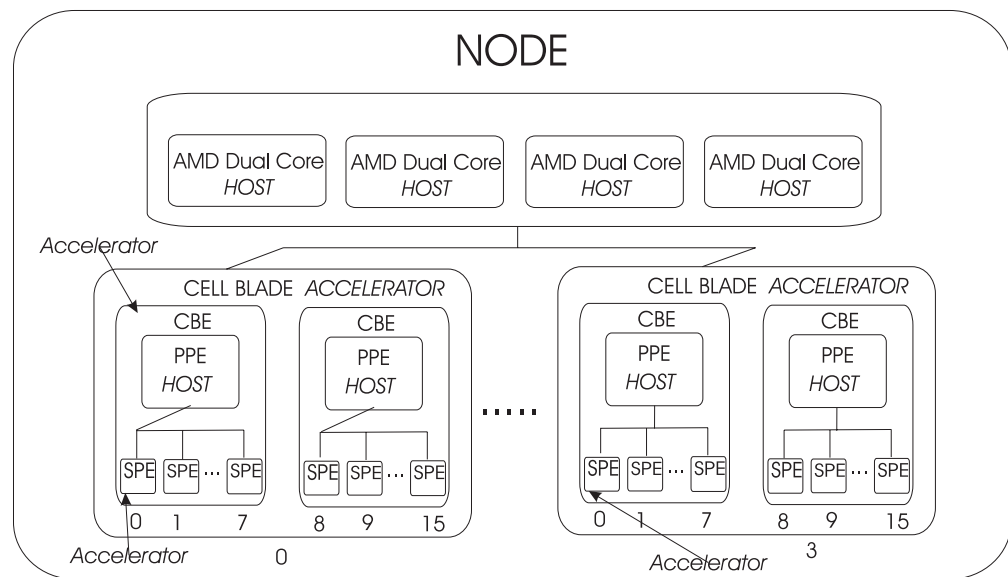 NODE
AMD Dual Core AMD Dual Core AMD Dual Core AMD Dual Core
HOST HOST HOST HOST
Accelerator
CELL BLADE ACCELERATOR CELL BLADE ACCELERATOR
CBE CBE CBE CBE
PPE PPE PPE PPE
HOST HOST HOST HOST
.....
SPE SPE ... SPE SPE SPE ... SPE SPE SPE ... SPE SPE SPE ... SPE
0 1 7 8 9 15 0 1 7 8 9 15
Accelerator 0 Accelerator 3